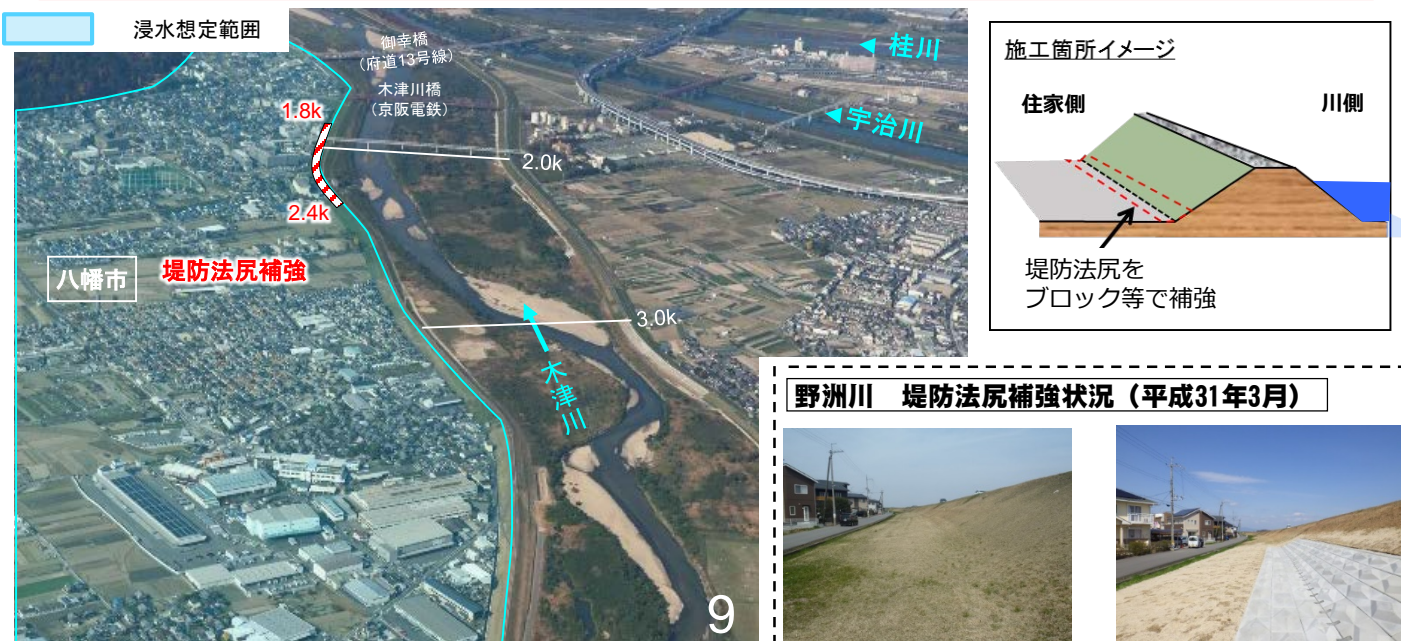 浸水想定範囲
御幸橋
（府道13号線）
木津川橋
（京阪電鉄）
桂川
宇治川
1.8k
2.0k
2.4k
八幡市
堤防法尻補強
3.0k
木津川
9
施工箇所イメージ
住家側
川側
堤防法尻を
ブロック等で補強
野洲川 堤防法尻補強状況（平成31年3月）